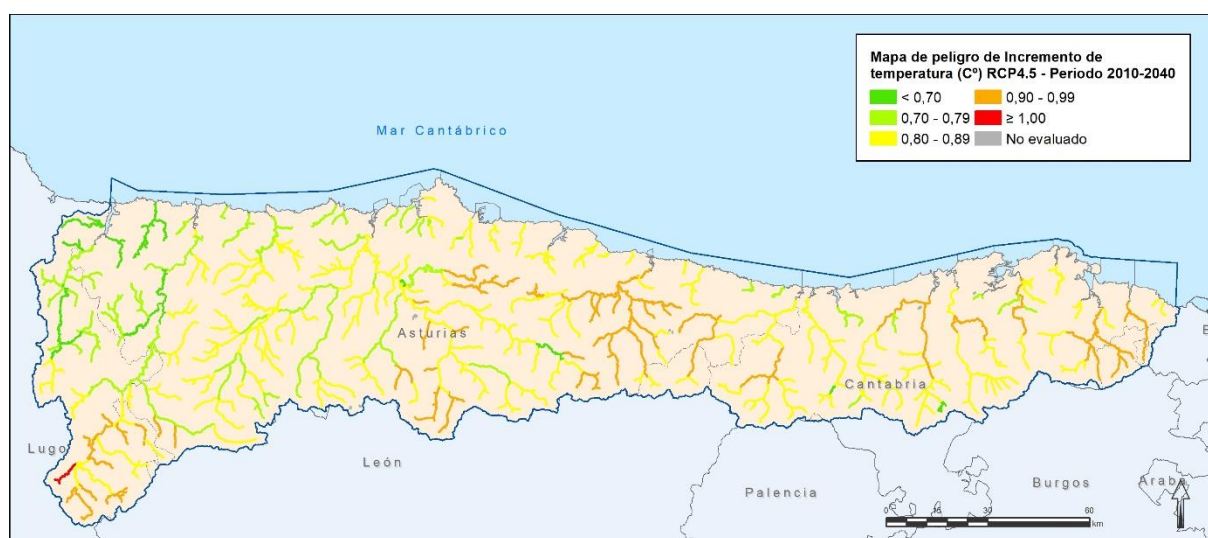 Mapa de peligro de Incremento de
temperatura (Cº) RCP4.5 - Periodo 2010-2040
< 0,70
0,90 - 0,99
0,70 - 0,79
≥ 1,00
0,80 - 0,89
No evaluado
Mar Cantábrico
Asturias
Cantabria
Lugo
León
Palencia
Burgos
Araba
0 15 30 60
km